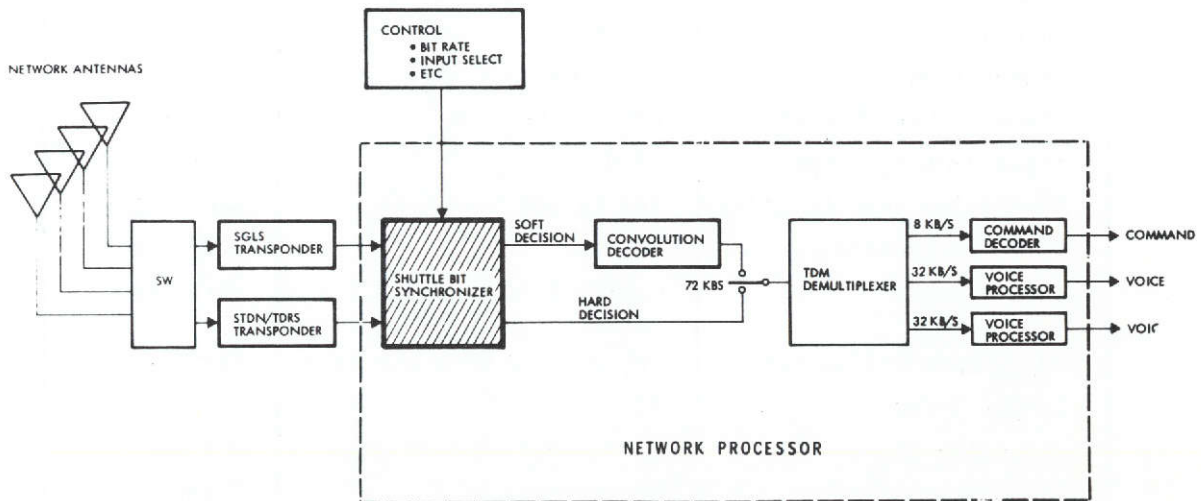 CONTROL
• BIT RATE
• INPUT SELECT
• ETC
NETWORK ANTENNAS
SW
SGLS
TRANSPONDER
STDN/TDRS
TRANSPONDER
SHUTTLE BIT
SYNCHRONIZER
SOFT
DECISION
CONVOLUTION
DECODER
HARD
DECISION
72 KBS
TDM
DEMULTIPLEXER
8 KB/S
COMMAND
DECODER
COMMAND
32 KB/S
VOICE
PROCESSOR
VOICE
32 KB/S
VOICE
PROCESSOR
NETWORK PROCESSOR